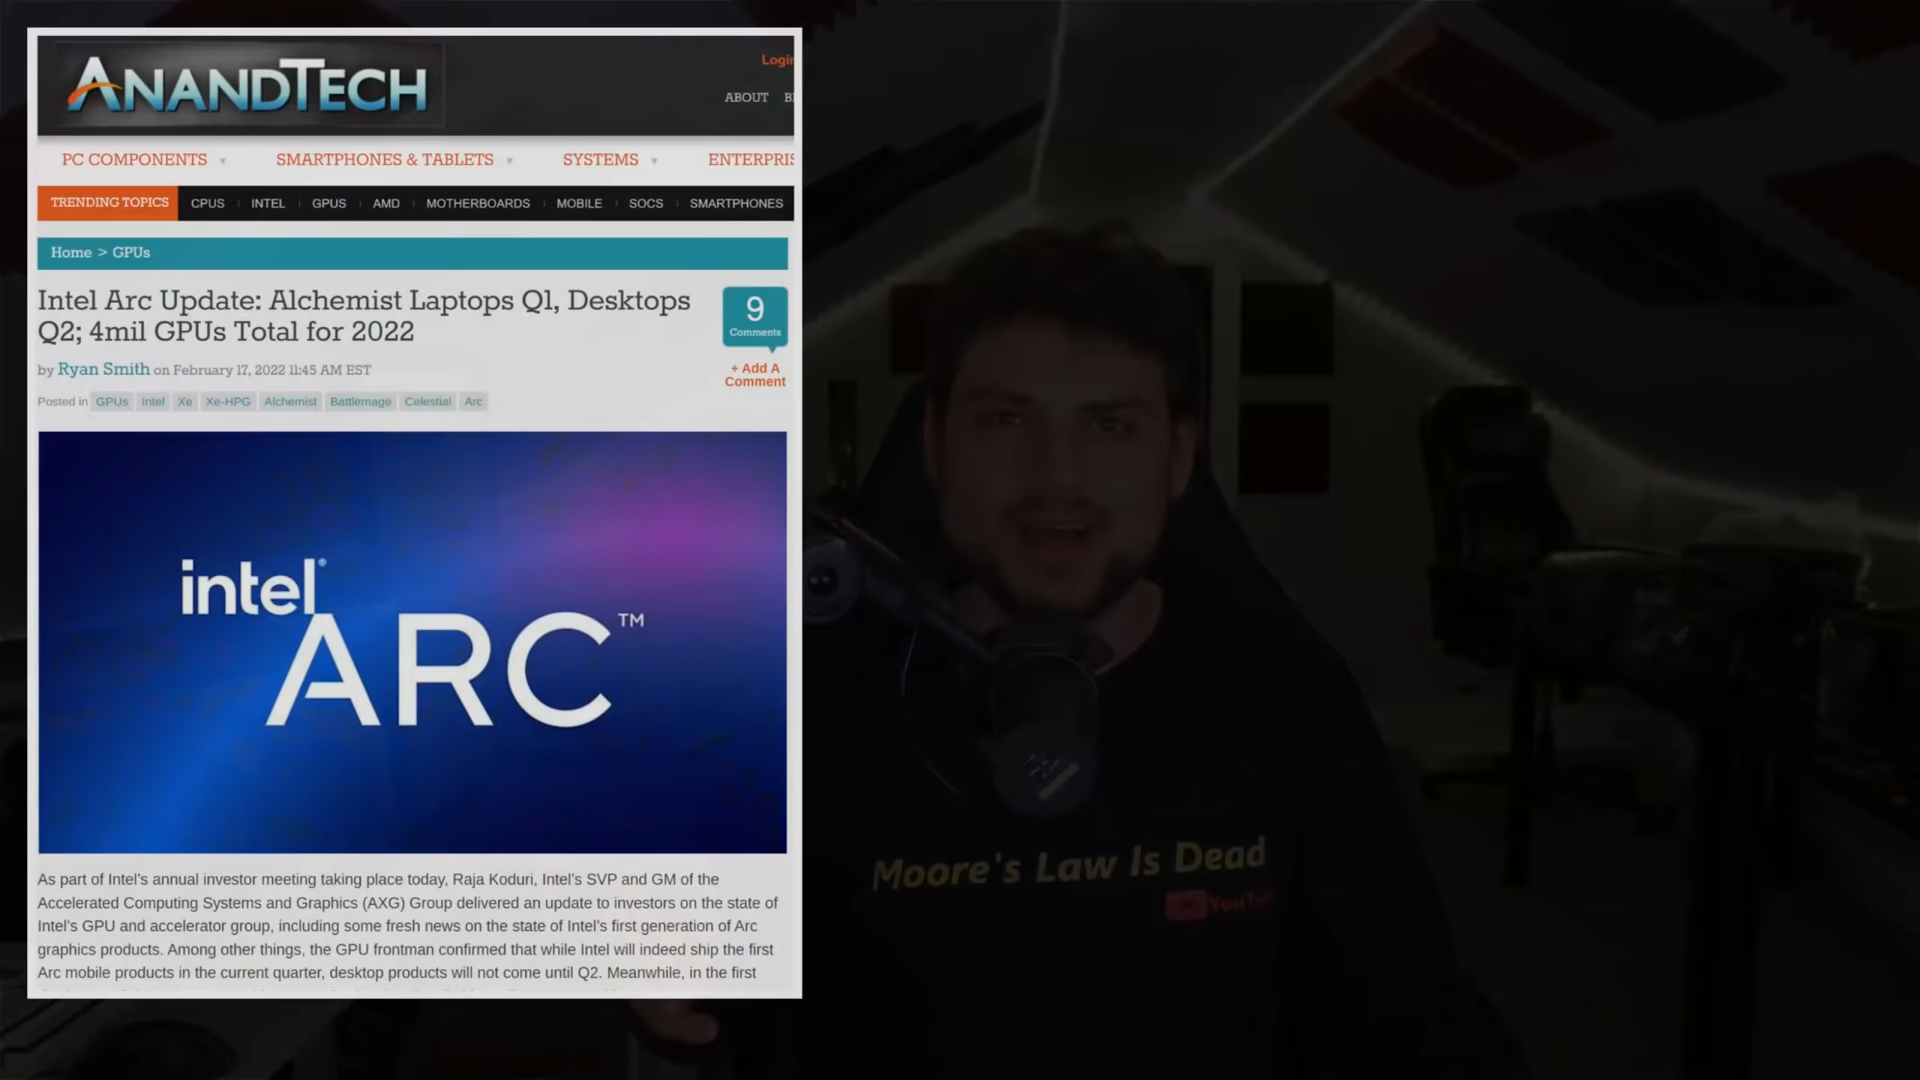 ANANDTECH
Login
ABOUT
PC COMPONENTS SMARTPHONES & TABLETS SYSTEMS ENTERPRIS
TRENDING TOPICS CPUS INTEL GPUS AMD MOTHERBOARDS MOBILE SOCS SMARTPHONES
Home > GPUs
Intel Arc Update: Alchemist Laptops Q1, Desktops
Q2; 4mil GPUs Total for 2022
9
Comments
by Ryan Smith on February 17, 2022 11:45 AM EST
+ Add A
Comment
Posted in GPUs Intel Xe Xe-HPG Alchemist Battlemage Celestial Arc
intel®
ARC™
As part of Intel's annual investor meeting taking place today, Raja Koduri, Intel's SVP and GM of the
Accelerated Computing Systems and Graphics (AXG) Group delivered an update to investors on the state of
Intel's GPU and accelerator group, including some fresh news on the state of Intel's first generation of Arc
graphics products. Among other things, the GPU frontman confirmed that while Intel will indeed ship the first
Arc mobile products in the current quarter, desktop products will not come until Q2. Meanwhile, in the first
Moore's Law Is Dead
YouTube